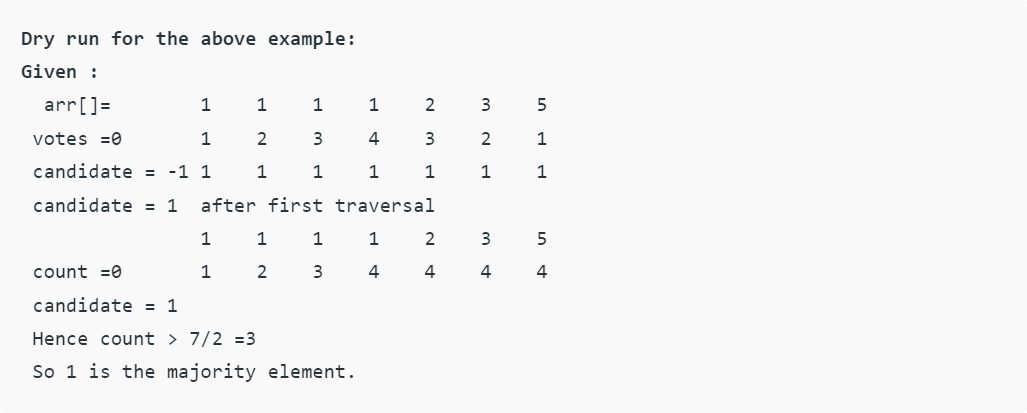 Dry run for the above example:
Given :
arr[]= 1 1 1 1 2 3 5
votes =0 1 2 3 4 3 2 1
candidate = -1 1 1 1 1 1 1 1
candidate = 1 after first traversal
1 1 1 1 2 3 5
count =0 1 2 3 4 4 4 4
candidate = 1
Hence count > 7/2 =3
So 1 is the majority element.